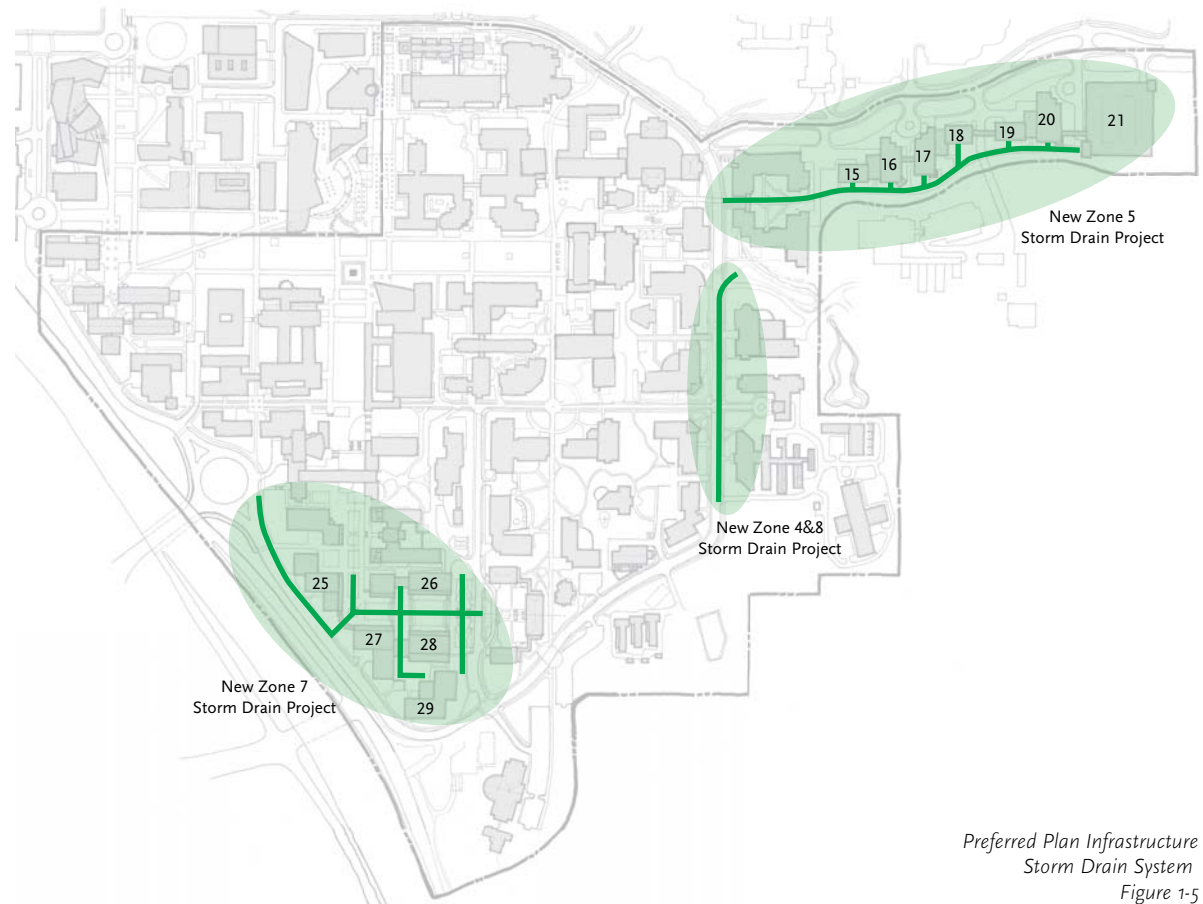 21
20
19
18
17
16
15
New Zone 5
Storm Drain Project
New Zone 4&8
Storm Drain Project
25
26
27
28
29
New Zone 7
Storm Drain Project
Preferred Plan Infrastructure
Storm Drain System
Figure 1-5